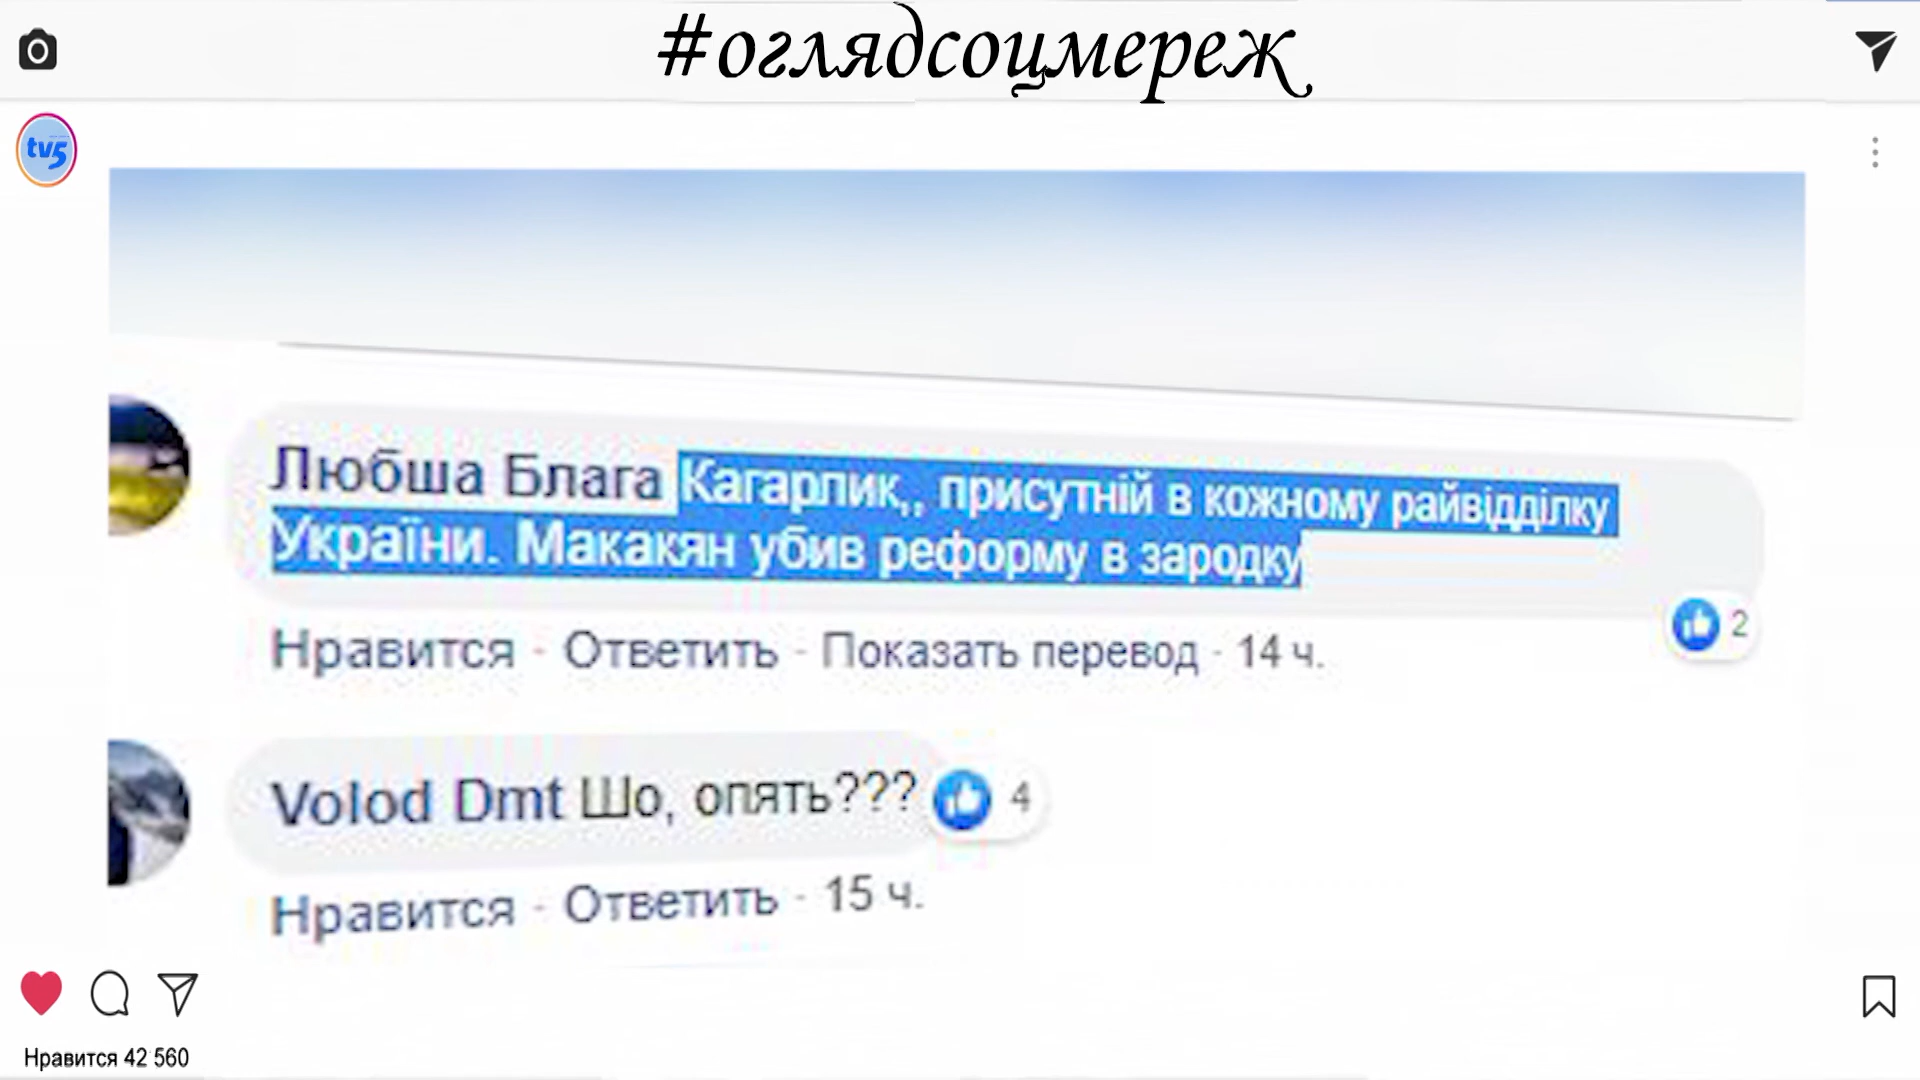 #оглядсоцмереж
tv5
Любша Блага Кагарлик,, присутній в кожному райвідділку
України. Макакян убив реформу в зародку
2
Нравится · Ответить · Показать перевод · 14 ч.
Volod Dmt Шо, опять??? 4
Нравится · Ответить · 15 ч.
Нравится 42 560